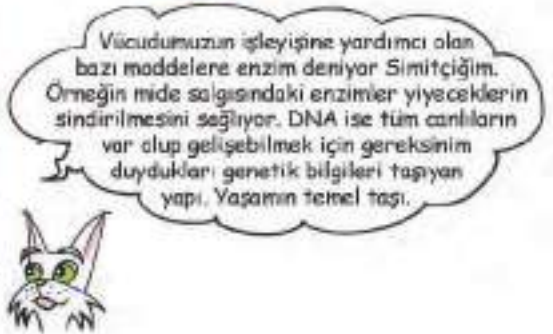 Vücudumuzun işleyişine yardımcı olan
bazı maddelere enzim deniyor Simitçiğim.
Örneğin mide salgısındaki enzimler yiyeceklerin
sindirilmesini sağlıyor. DNA ise tüm canlıların
var olup gelişebilmek için gereksinim
duydukları genetik bilgileri taşıyan
yapı. Yaşamın temel taşı.